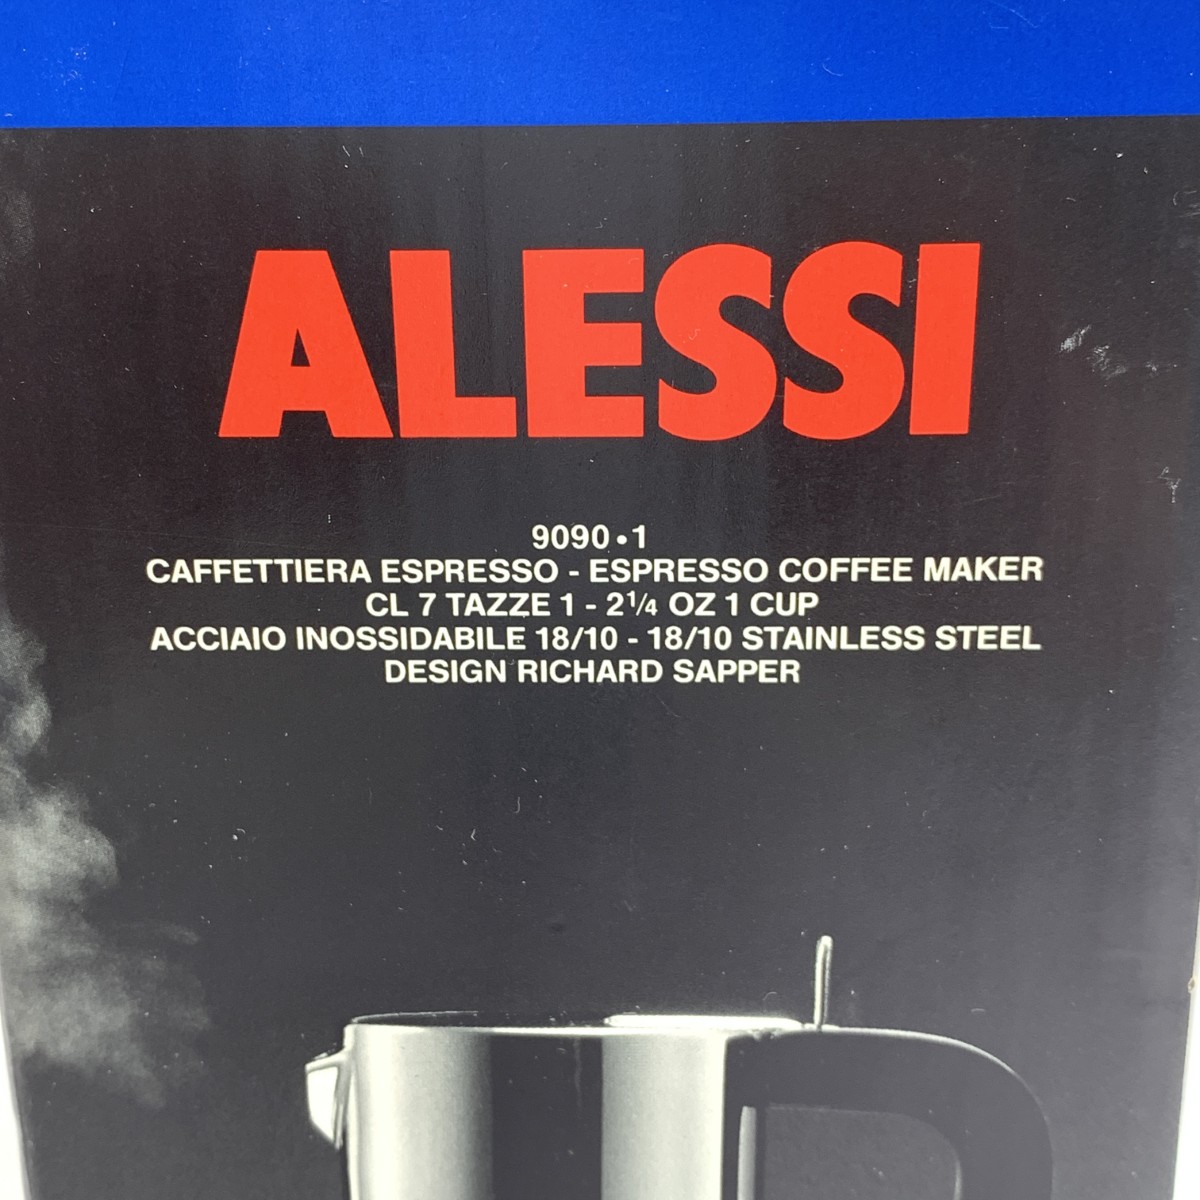 ALESSI
9090•1
CAFFETTIERA ESPRESSO - ESPRESSO COFFEE MAKER
CL 7 TAZZE 1 - 2¼ OZ 1 CUP
ACCIAIO INOSSIDABILE 18/10 - 18/10 STAINLESS STEEL
DESIGN RICHARD SAPPER